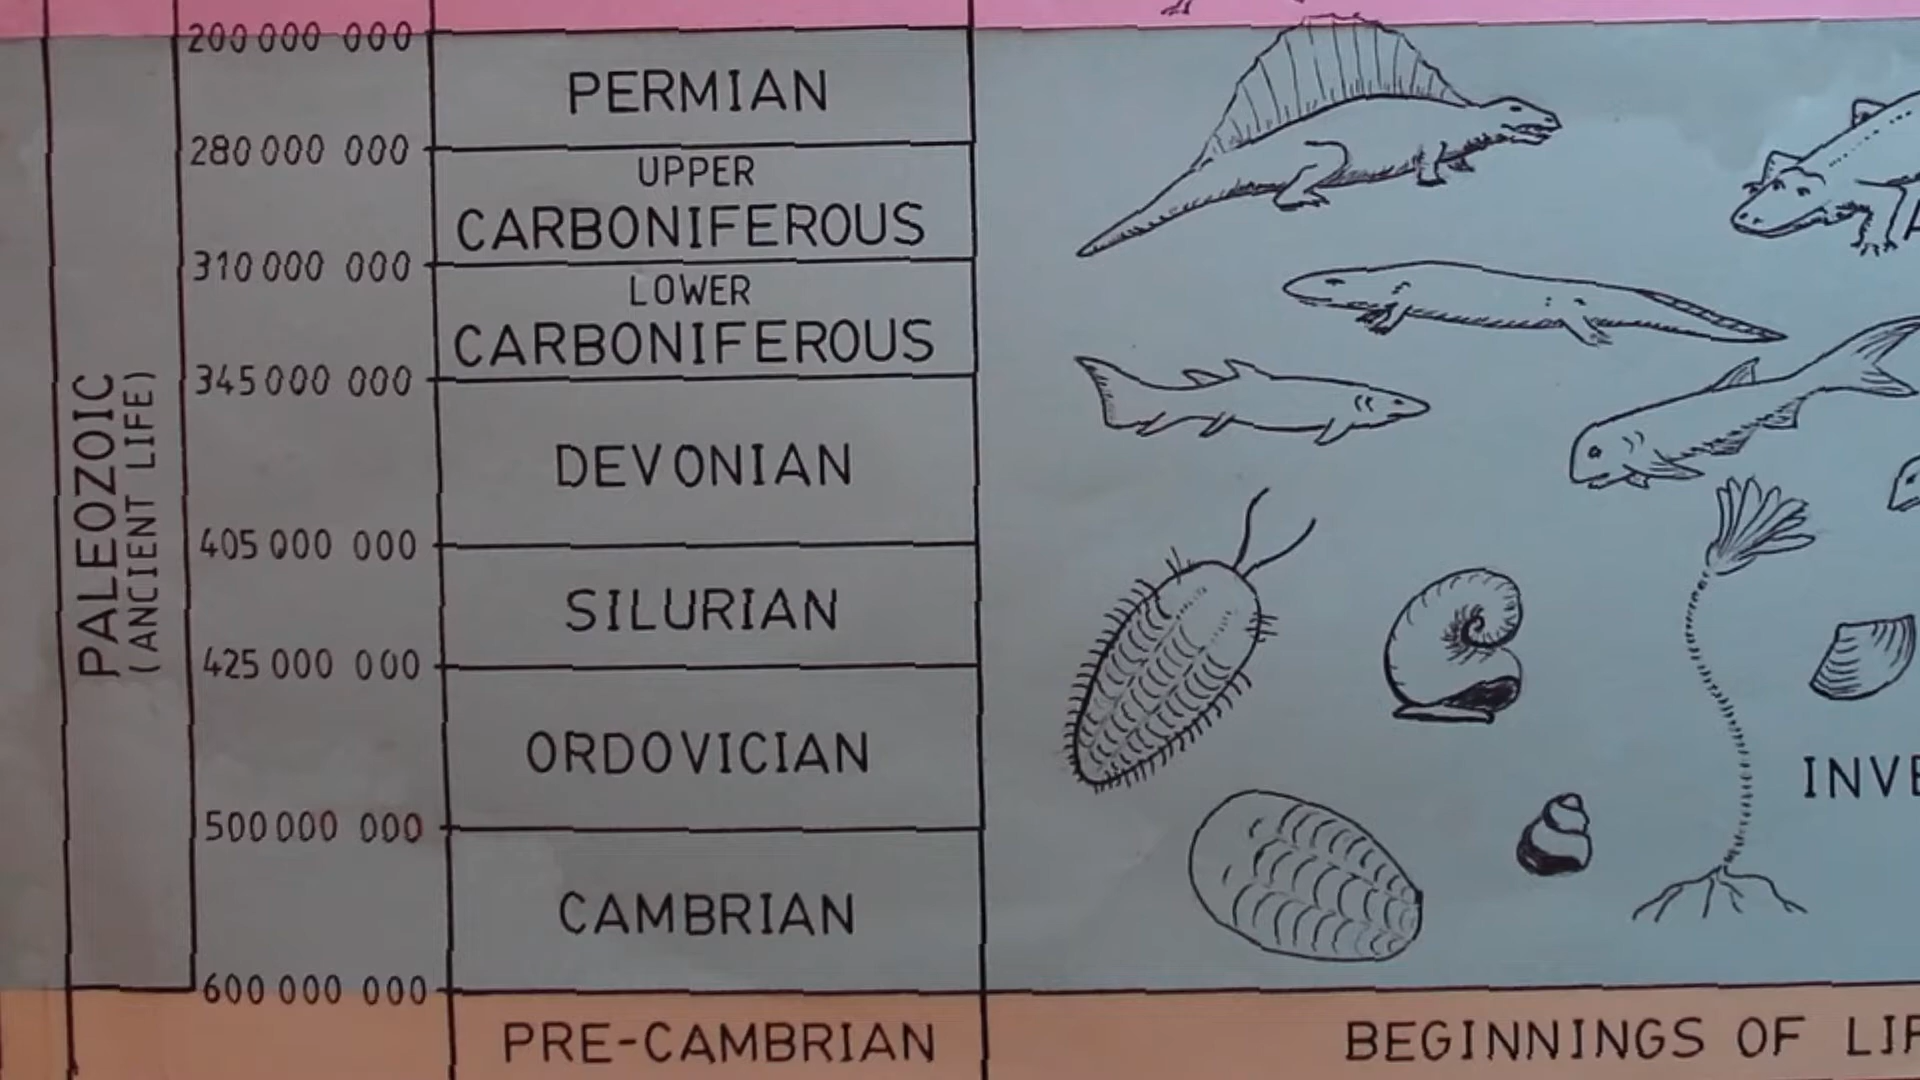 200 000 000
PERMIAN
280 000 000
UPPER
CARBONIFEROUS
310 000 000
LOWER
CARBONIFEROUS
345 000 000
DEVONIAN
405 000 000
SILURIAN
425 000 000
ORDOVICIAN
500 000 000
CAMBRIAN
600 000 000
PRE-CAMBRIAN
PALEOZOIC
(ANCIENT LIFE)
INVE
BEGINNINGS OF LIF